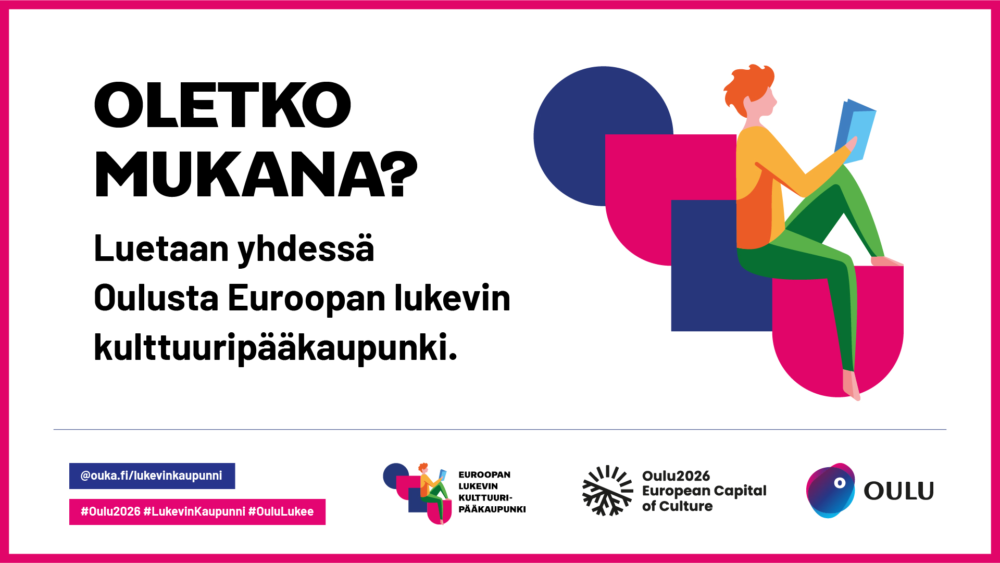 OLETKO
MUKANA?
Luetaan yhdessä
Oulusta Euroopan lukevin
kulttuuripääkaupunki.
@ouka.fi/lukevinkaupunni
#Oulu2026 #LukevinKaupunni #OuluLukee
EUROOPAN
LUKEVIN
KULTTUURI-
PÄÄKAUPUNKI
Oulu2026
European Capital
of Culture
OULU